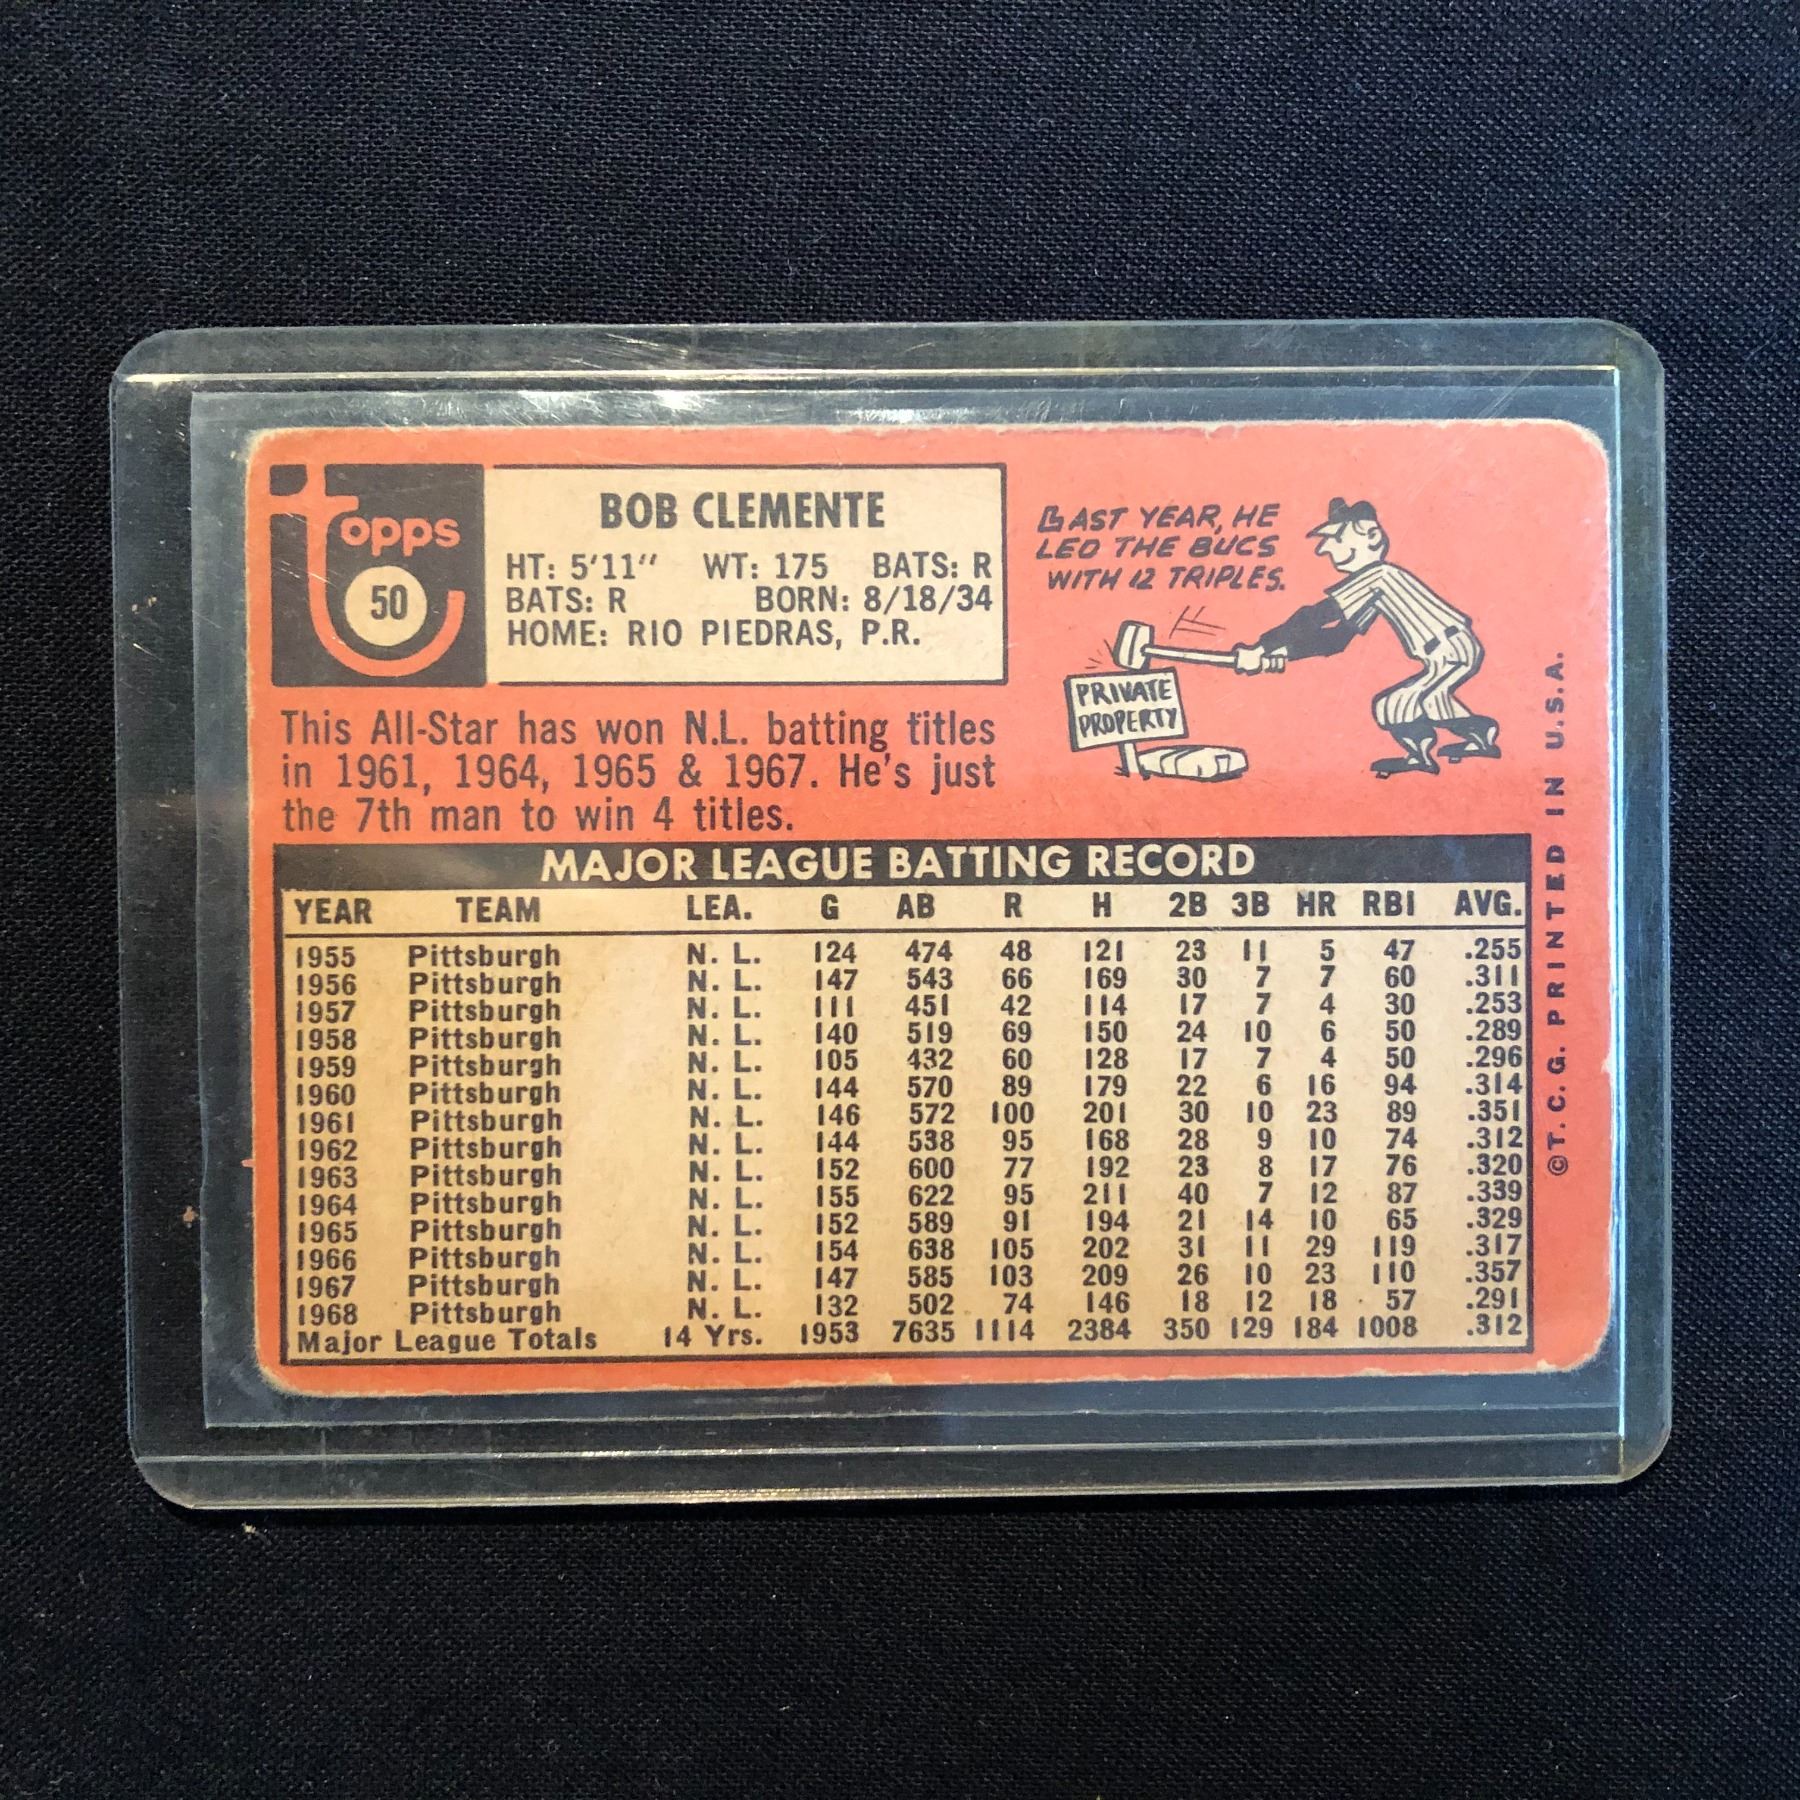 topps
50
BOB CLEMENTE
HT: 5'11" WT: 175 BATS: R
BATS: R BORN: 8/18/34
HOME: RIO PIEDRAS, P.R.
LAST YEAR, HE
LED THE BUCS
WITH 12 TRIPLES.
PRIVATE
PROPERTY
This All-Star has won N.L. batting titles
in 1961, 1964, 1965 & 1967. He's just
the 7th man to win 4 titles.
MAJOR LEAGUE BATTING RECORD
YEAR TEAM LEA. G AB R H 2B 3B HR RBI AVG.
1955 Pittsburgh N. L. 124 474 48 121 23 11 5 47 .255
1956 Pittsburgh N. L. 147 543 66 169 30 7 7 60 .311
1957 Pittsburgh N. L. 111 451 42 114 17 7 4 30 .253
1958 Pittsburgh N. L. 140 519 69 150 24 10 6 50 .289
1959 Pittsburgh N. L. 105 432 60 128 17 7 4 50 .296
1960 Pittsburgh N. L. 144 570 89 179 22 6 16 94 .314
1961 Pittsburgh N. L. 146 572 100 201 30 10 23 89 .351
1962 Pittsburgh N. L. 144 538 95 168 28 9 10 74 .312
1963 Pittsburgh N. L. 152 600 77 192 23 8 17 76 .320
1964 Pittsburgh N. L. 155 622 95 211 40 7 12 87 .339
1965 Pittsburgh N. L. 152 589 91 194 21 14 10 65 .329
1966 Pittsburgh N. L. 154 638 105 202 31 11 29 119 .317
1967 Pittsburgh N. L. 147 585 103 209 26 10 23 110 .357
1968 Pittsburgh N. L. 132 502 74 146 18 12 18 57 .291
Major League Totals 14 Yrs. 1953 7635 1114 2384 350 129 184 1008 .312
©T.C.G. PRINTED IN U.S.A.